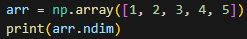 arr = np.array([1, 2, 3, 4, 5])
print(arr.ndim)